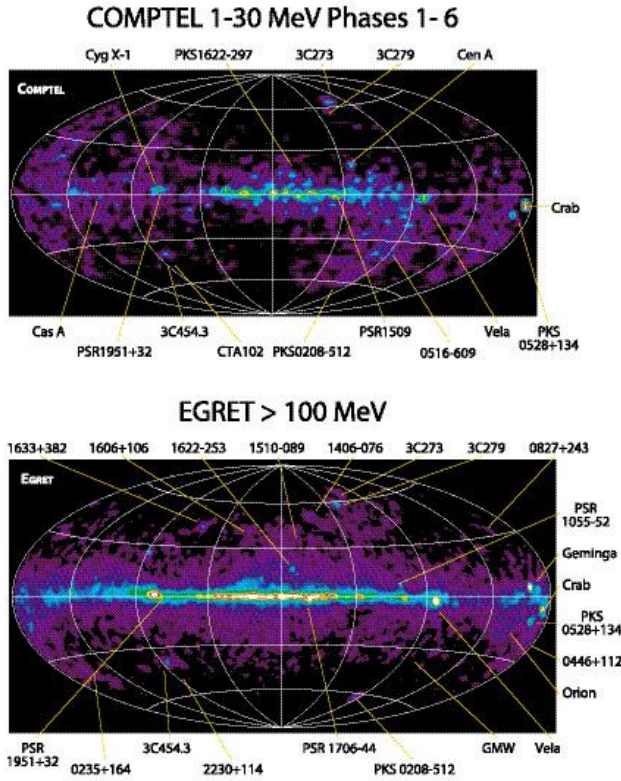 COMPTEL 1-30 MeV Phases 1- 6
Cyg X-1 PKS1622-297 3C273 3C279 Cen A
COMPTEL
Crab
Cas A 3C454.3 PSR1509 Vela PKS
PSR1951+32 CTA102 PKS0208-512 0516-609 0528+134
EGRET > 100 MeV
1633+382 1606+106 1622-253 1510-089 1406-076 3C273 3C279 0827+243
EGRET
PSR
1055-52
Geminga
Crab
PKS
0528+134
0446+112
Orion
PSR 3C454.3 PSR 1706-44 GMW Vela
1951+32 0235+164 2230+114 PKS 0208-512